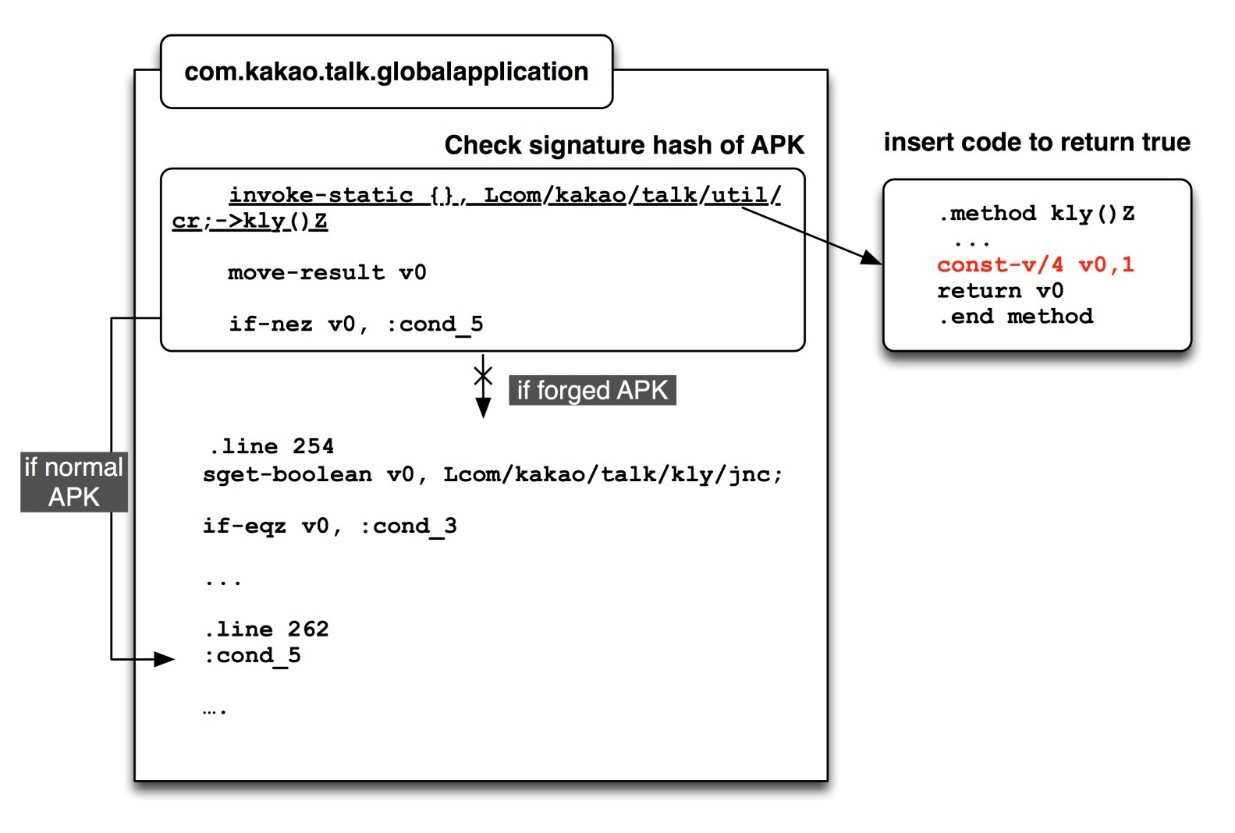 com.kakao.talk.globalapplication
Check signature hash of APK
invoke-static {}, Lcom/kakao/talk/util/
cr;->kly()Z
move-result v0
if-nez v0, :cond_5
if forged APK
if normal
APK
.line 254
sget-boolean v0, Lcom/kakao/talk/kly/jnc;
if-eqz v0, :cond_3
...
.line 262
:cond_5
….
insert code to return true
.method kly()Z
...
const-v/4 v0,1
return v0
.end method